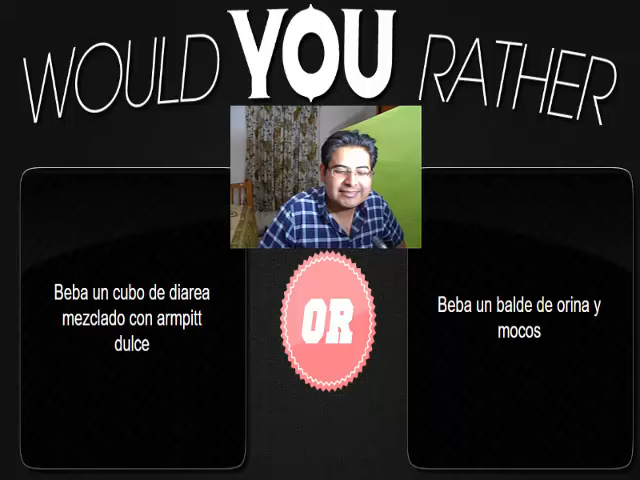 WOULD YOU RATHER
Beba un cubo de diarea
mezclado con armpitt
dulce
OR
Beba un balde de orina y
mocos